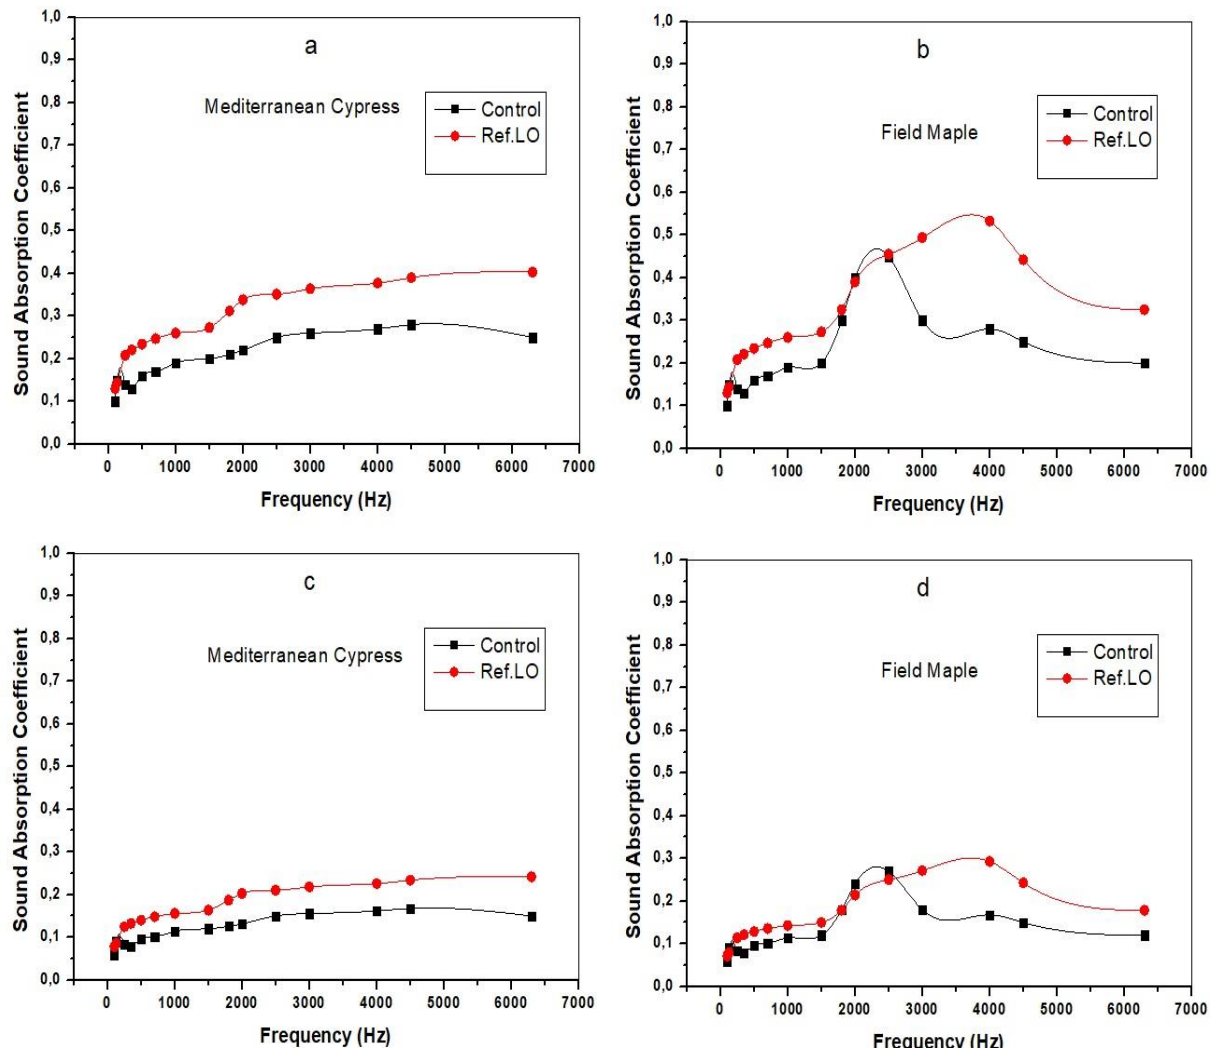 a
Mediterranean Cypress
Control
Ref.LO
Sound Absorption Coefficient
1,0
0,9
0,8
0,7
0,6
0,5
0,4
0,3
0,2
0,1
0,0
0 1000 2000 3000 4000 5000 6000 7000
Frequency (Hz)
b
Field Maple
Control
Ref.LO
Sound Absorption Coefficient
1,0
0,9
0,8
0,7
0,6
0,5
0,4
0,3
0,2
0,1
0,0
0 1000 2000 3000 4000 5000 6000 7000
Frequency (Hz)
c
Mediterranean Cypress
Control
Ref.LO
Sound Absorption Coefficient
1,0
0,9
0,8
0,7
0,6
0,5
0,4
0,3
0,2
0,1
0,0
0 1000 2000 3000 4000 5000 6000 7000
Frequency (Hz)
d
Field Maple
Control
Ref.LO
Sound Absorption Coefficient
1,0
0,9
0,8
0,7
0,6
0,5
0,4
0,3
0,2
0,1
0,0
0 1000 2000 3000 4000 5000 6000 7000
Frequency (Hz)